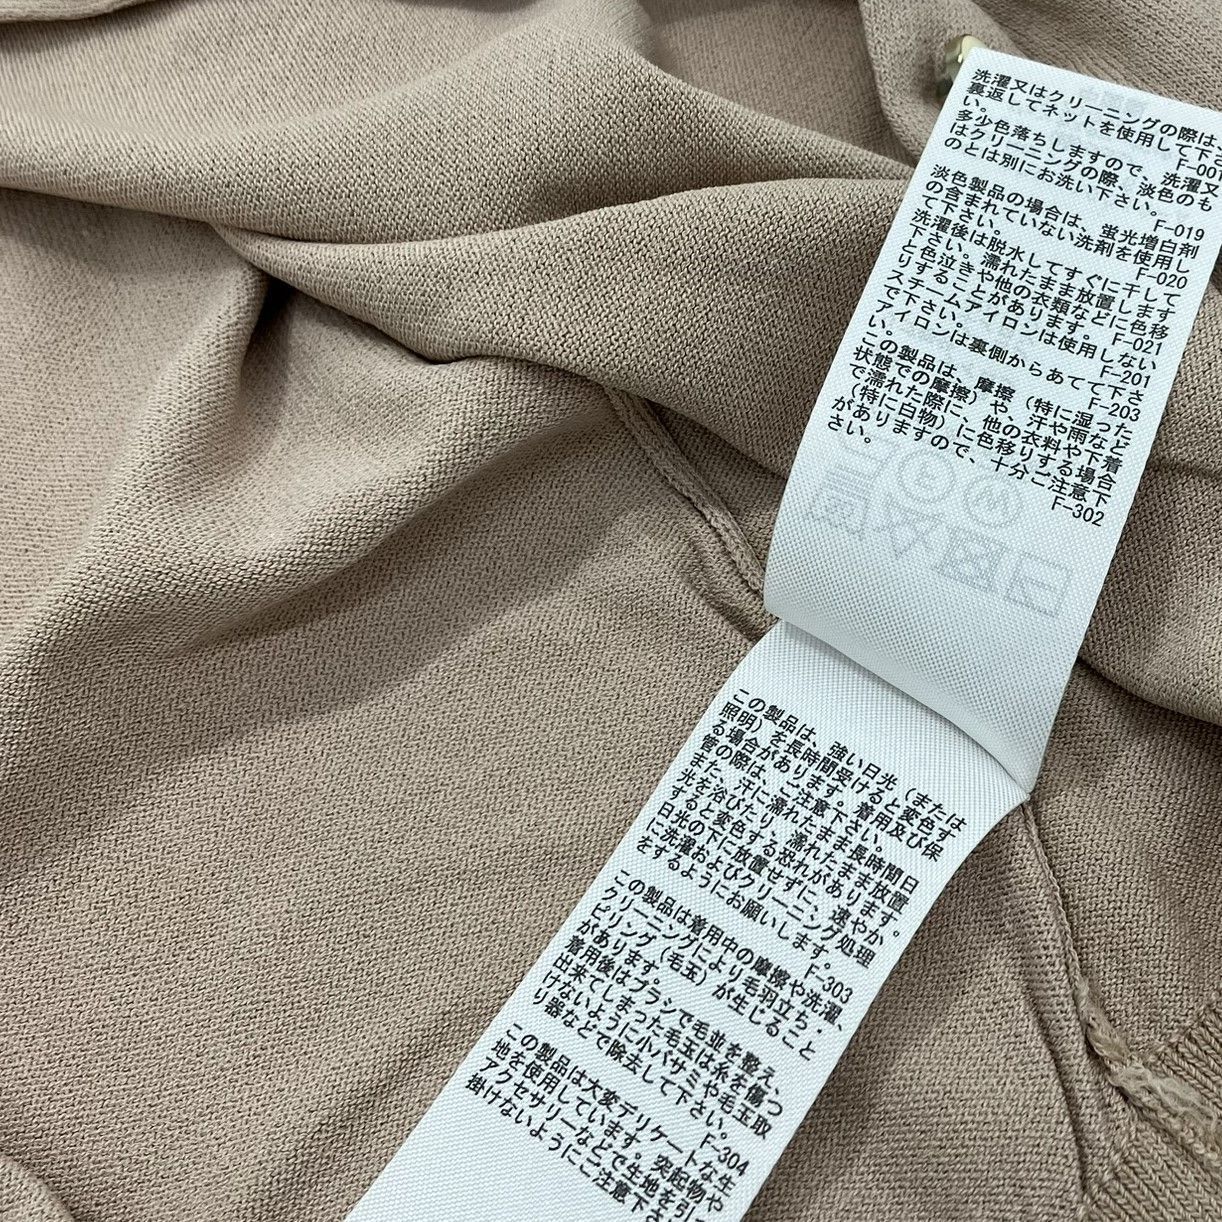 洗濯又はクリーニングの際は、
裏返してネットを使用して下さ
い。 F-001
多少色落ちしますので、洗濯又
はクリーニングの際、淡色のも
のとは別にお洗い下さい。
F-019
淡色製品の場合は、蛍光増白剤
の含まれていない洗剤を使用し
て下さい。 F-020
洗濯後は脱水してすぐに干して
下さい。濡れたまま放置します
と色泣きや他の衣類などに色移
りすることがあります。 F-021
スチームアイロンは使用しない
で下さい。 F-201
アイロンは裏側からあてて下さ
い。 F-203
この製品は、摩擦(特に湿った
状態での摩擦)や、汗や雨など
で濡れた際に、他の衣料や下着
(特に白物)に色移りする場合
がありますので、十分ご注意下
さい。 F-302
この製品は、強い日光(または
照明)を長時間受けると変色す
る場合があります。着用及び保
管の際は、ご注意下さい。
また、汗に濡れたまま長時間日
光を浴びたり、濡れたまま放置
すると変色する恐れがあります。
日光の下に放置せずに、速やか
に洗濯およびクリーニング処理
をするようにお願いします。
F-303
この製品は着用中の摩擦や洗濯、
クリーニングにより毛羽立ち・
ピリング(毛玉)が生じること
があります。
着用後はブラシで毛並を整え、
出来てしまった毛玉は糸を傷つ
けないように小バサミや毛玉取
り器などで除去して下さい。
F-304
この製品は大変デリケートな生
地を使用しています。突起物や
アクセサリーなどで生地を引っ
掛けないようにご注意下さ